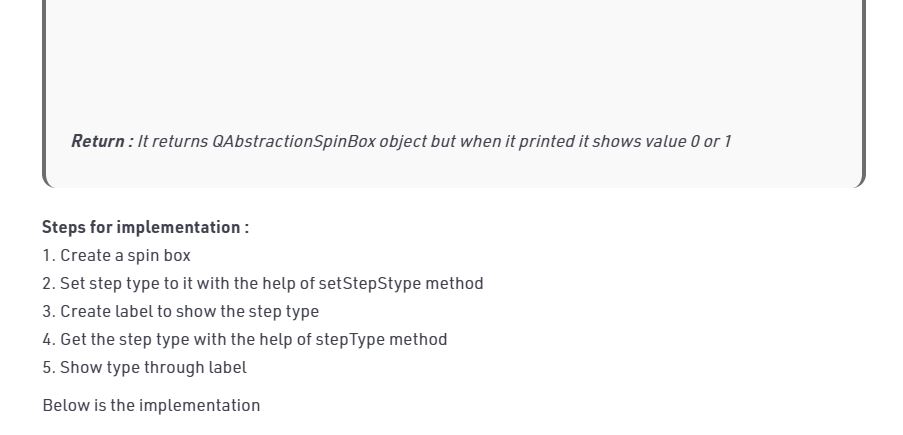 Return : It returns QAbstractionSpinBox object but when it printed it shows value 0 or 1
Steps for implementation :
1. Create a spin box
2. Set step type to it with the help of setStepStype method
3. Create label to show the step type
4. Get the step type with the help of stepType method
5. Show type through label
Below is the implementation